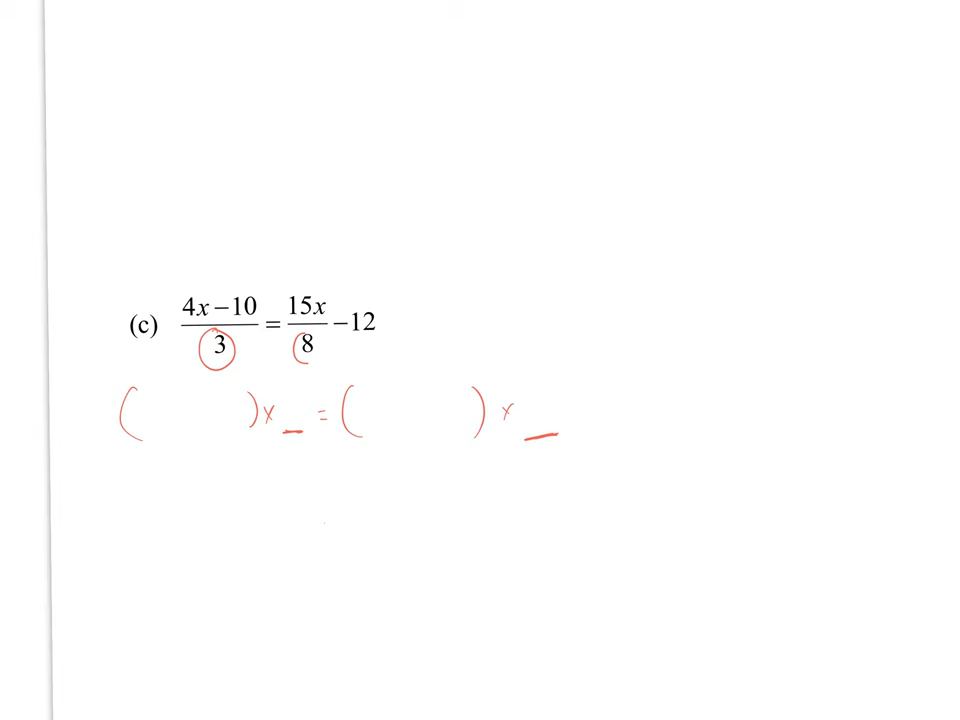 (c) (4x−10)/3 = 15x/8 −12
(      ) × _ = (      ) × _